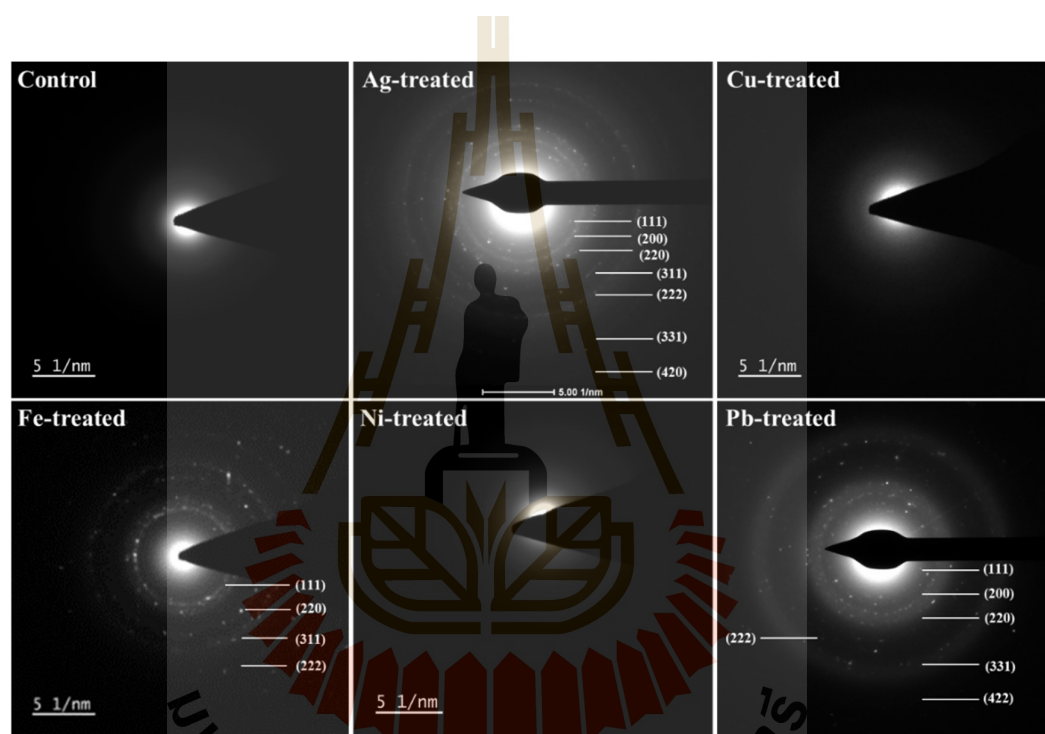 Control
Ag-treated
Cu-treated
(111)
(200)
(220)
(311)
(222)
(331)
(420)
5 1/nm
5.00 1/nm
5 1/nm
Fe-treated
Ni-treated
Pb-treated
(111)
(220)
(311)
(222)
5 1/nm
5 1/nm
(111)
(200)
(220)
(222)
(331)
(422)